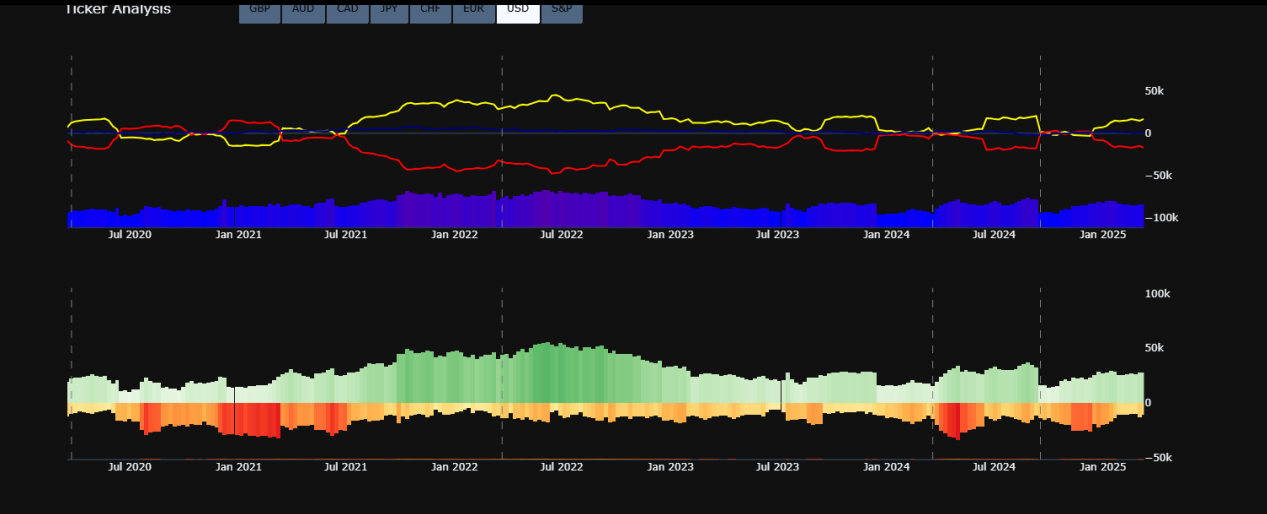 Ticker Analysis
GBP AUD CAD JPY CHF EUR USD S&P
50k
0
−50k
−100k
Jul 2020 Jan 2021 Jul 2021 Jan 2022 Jul 2022 Jan 2023 Jul 2023 Jan 2024 Jul 2024 Jan 2025
100k
50k
0
−50k
Jul 2020 Jan 2021 Jul 2021 Jan 2022 Jul 2022 Jan 2023 Jul 2023 Jan 2024 Jul 2024 Jan 2025